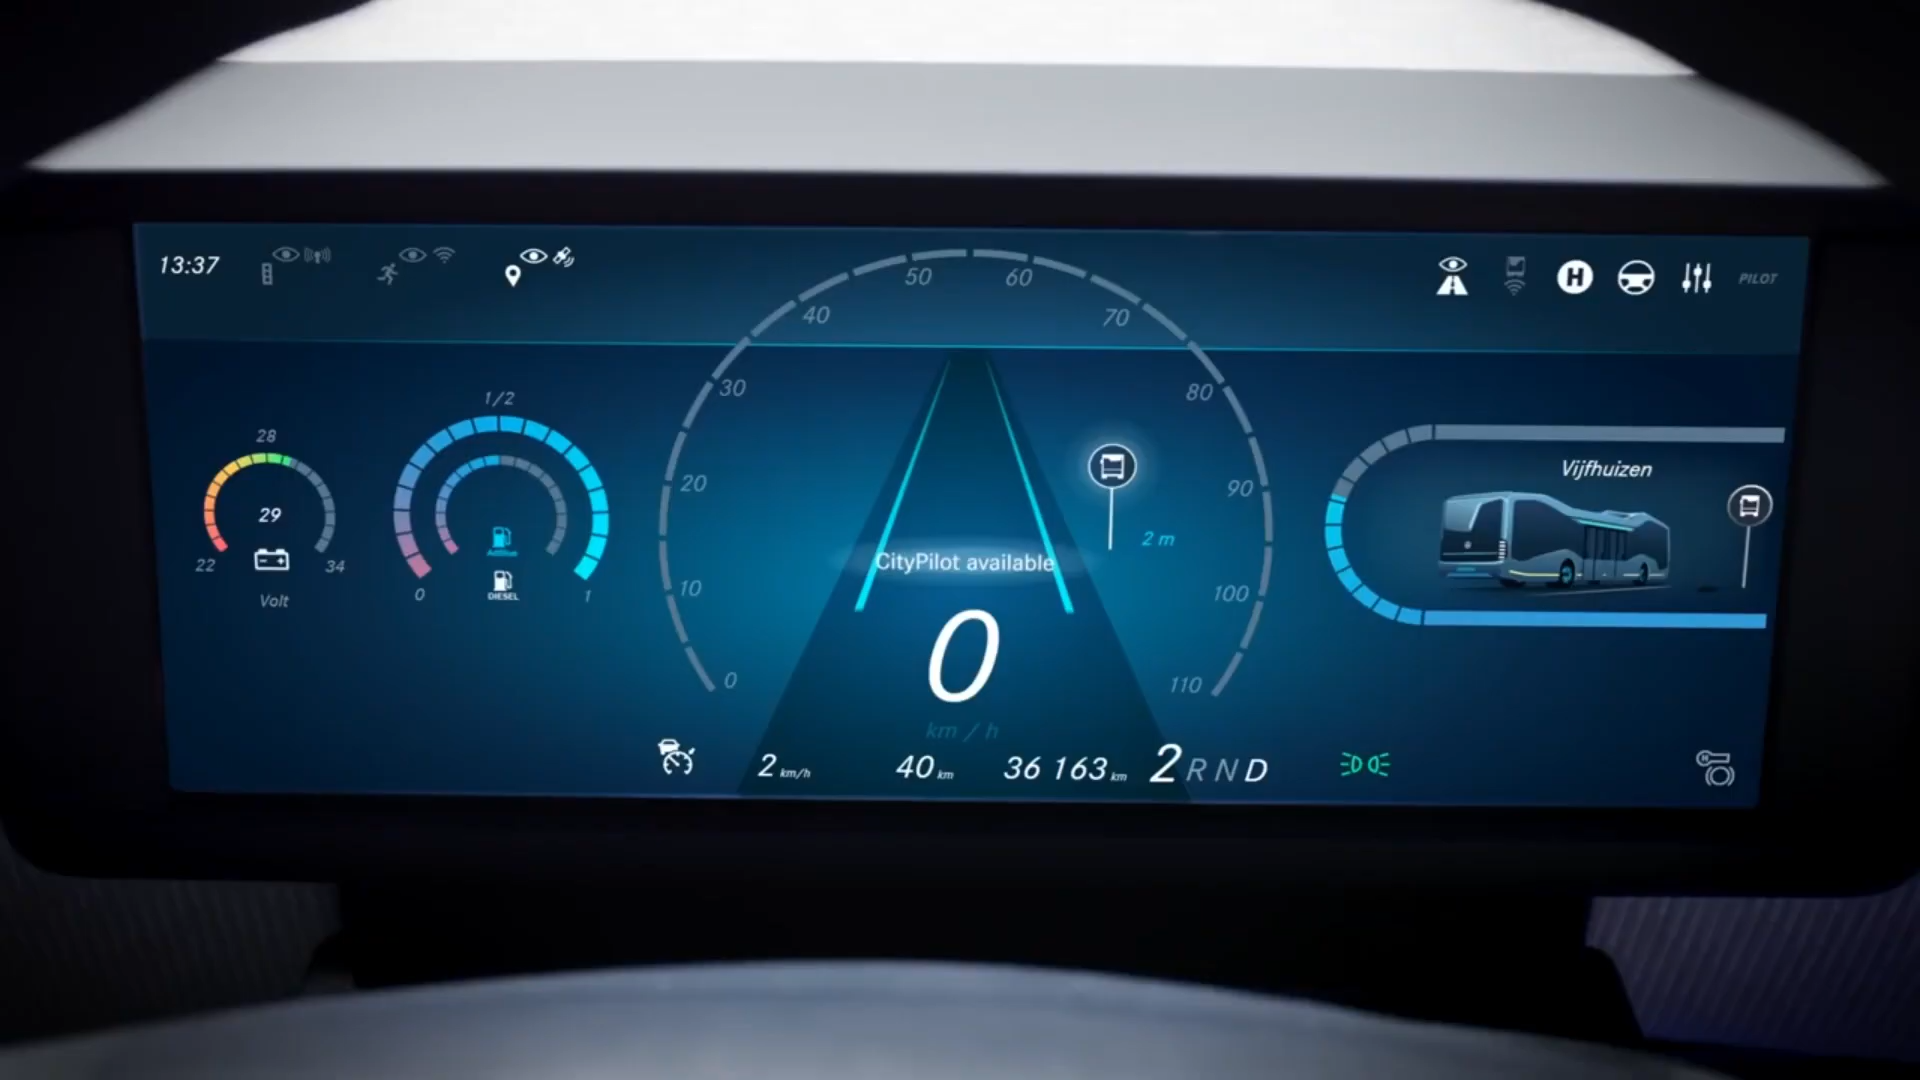 13:37
PILOT
50
60
40
70
30
80
20
90
10
100
0
110
28
29
22
34
Volt
1/2
AdBlue
DIESEL
0
1
2 m
CityPilot available
0
km / h
Vijfhuizen
H
2 km/h
40 km
36 163 km
2 R N D
H